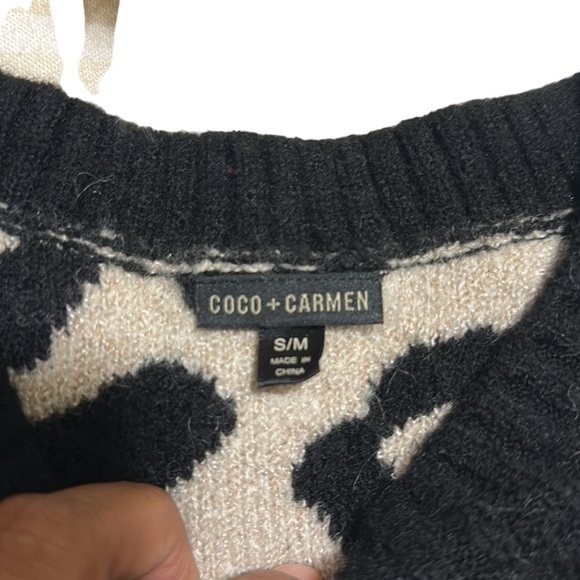 COCO + CARMEN
S/M
MADE IN
CHINA